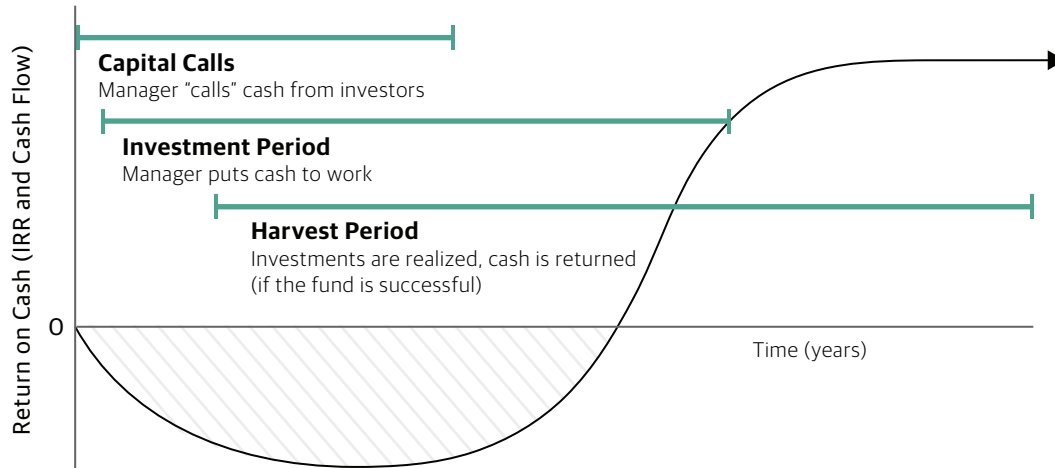 Return on Cash (IRR and Cash Flow)
Capital Calls
Manager “calls” cash from investors
Investment Period
Manager puts cash to work
Harvest Period
Investments are realized, cash is returned
(if the fund is successful)
0
Time (years)